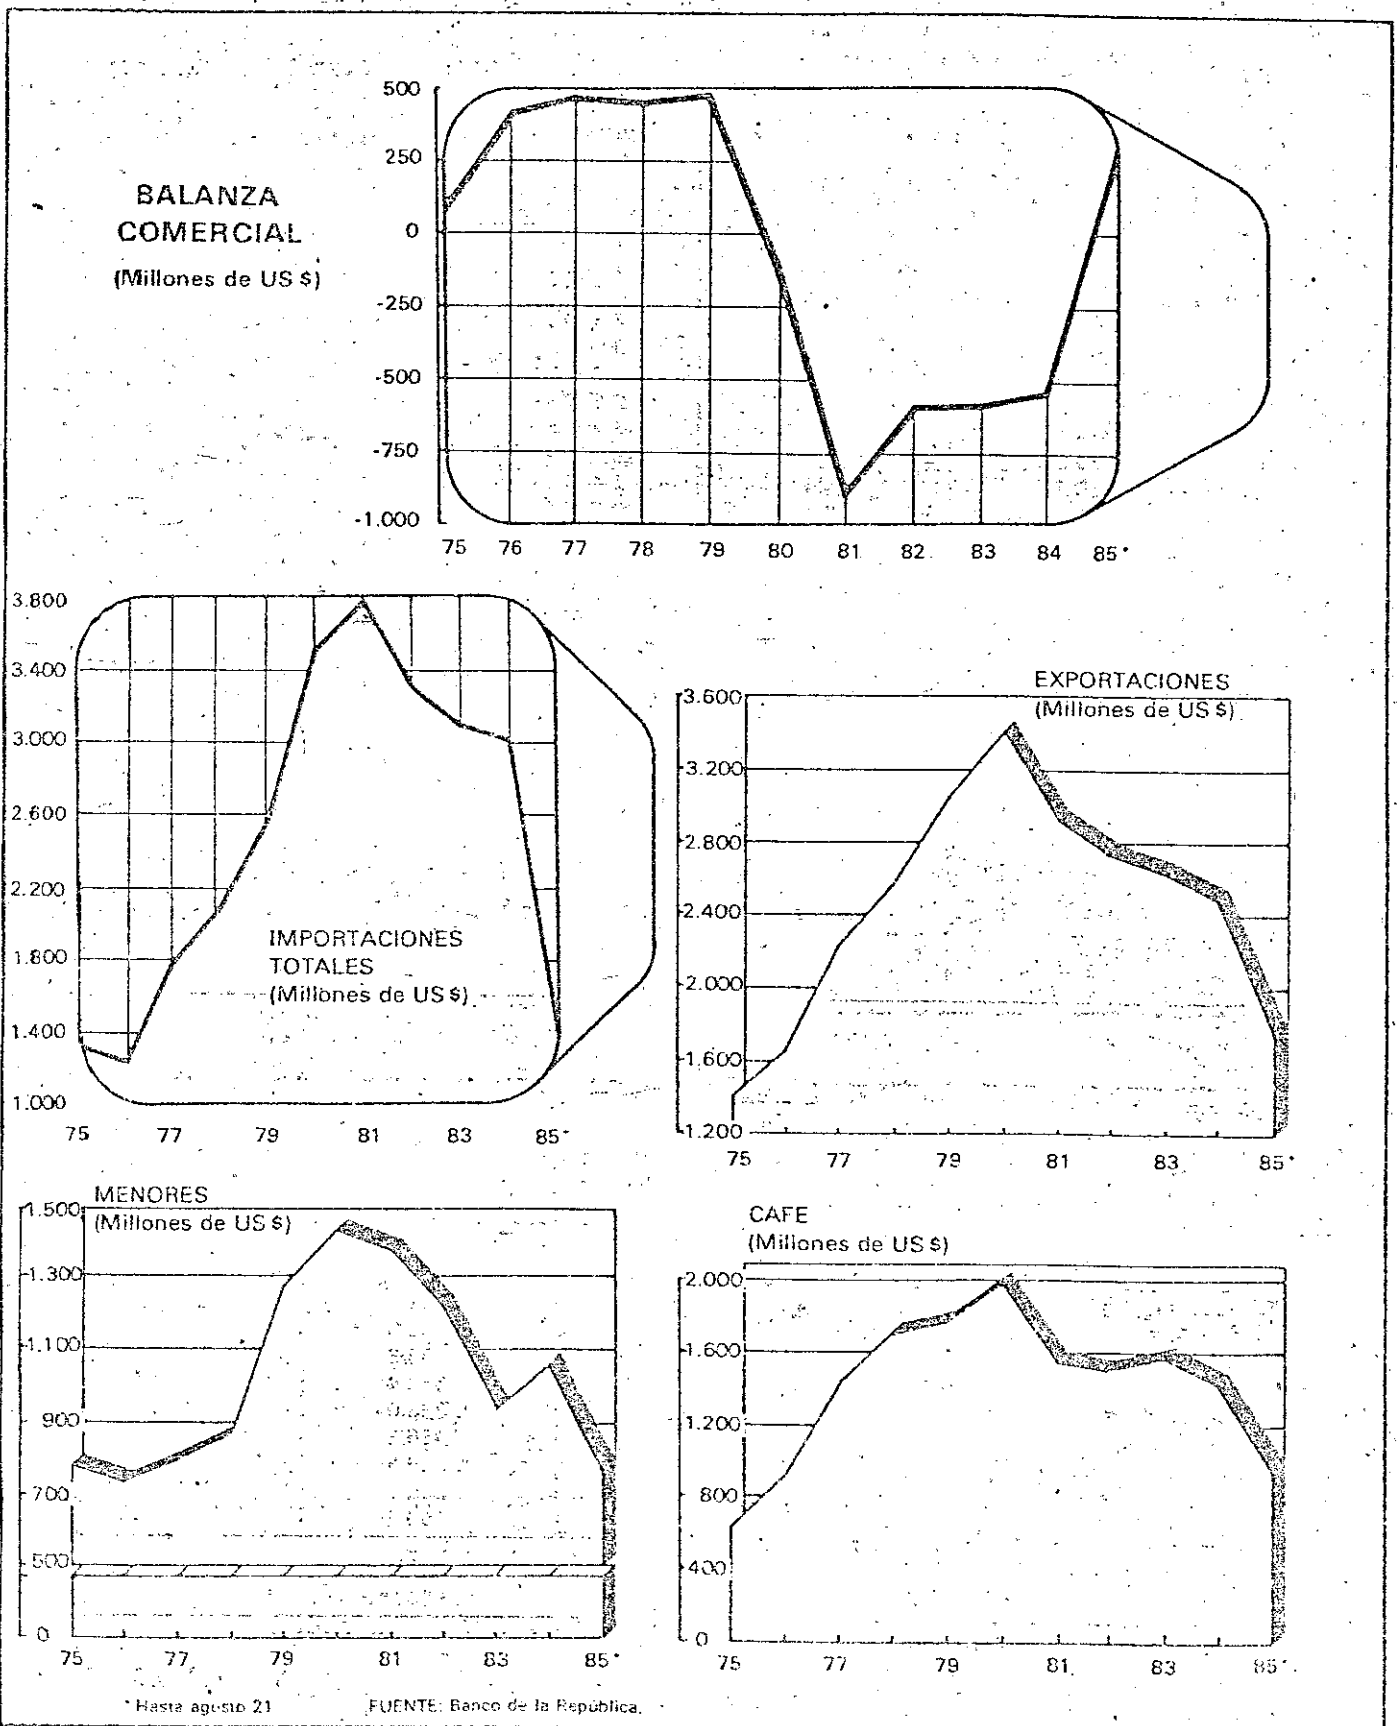 BALANZA
COMERCIAL
(Millones de US $)
500
250
0
-250
-500
-750
-1.000
75 76 77 78 79 80 81 82 83 84 85*
3.800
3.400
3.000
2.600
2.200
1.800
1.400
1.000
IMPORTACIONES
TOTALES
(Millones de US $)
75 77 79 81 83 85*
EXPORTACIONES
(Millones de US $)
3.600
3.200
2.800
2.400
2.000
1.600
1.200
75 77 79 81 83 85*
MENORES
(Millones de US $)
1.500
1.300
1.100
900
700
500
0
75 77 79 81 83 85*
CAFE
(Millones de US $)
2.000
1.600
1.200
800
400
0
75 77 79 81 83 85*
* Hasta agosto 21 FUENTE: Banco de la República.